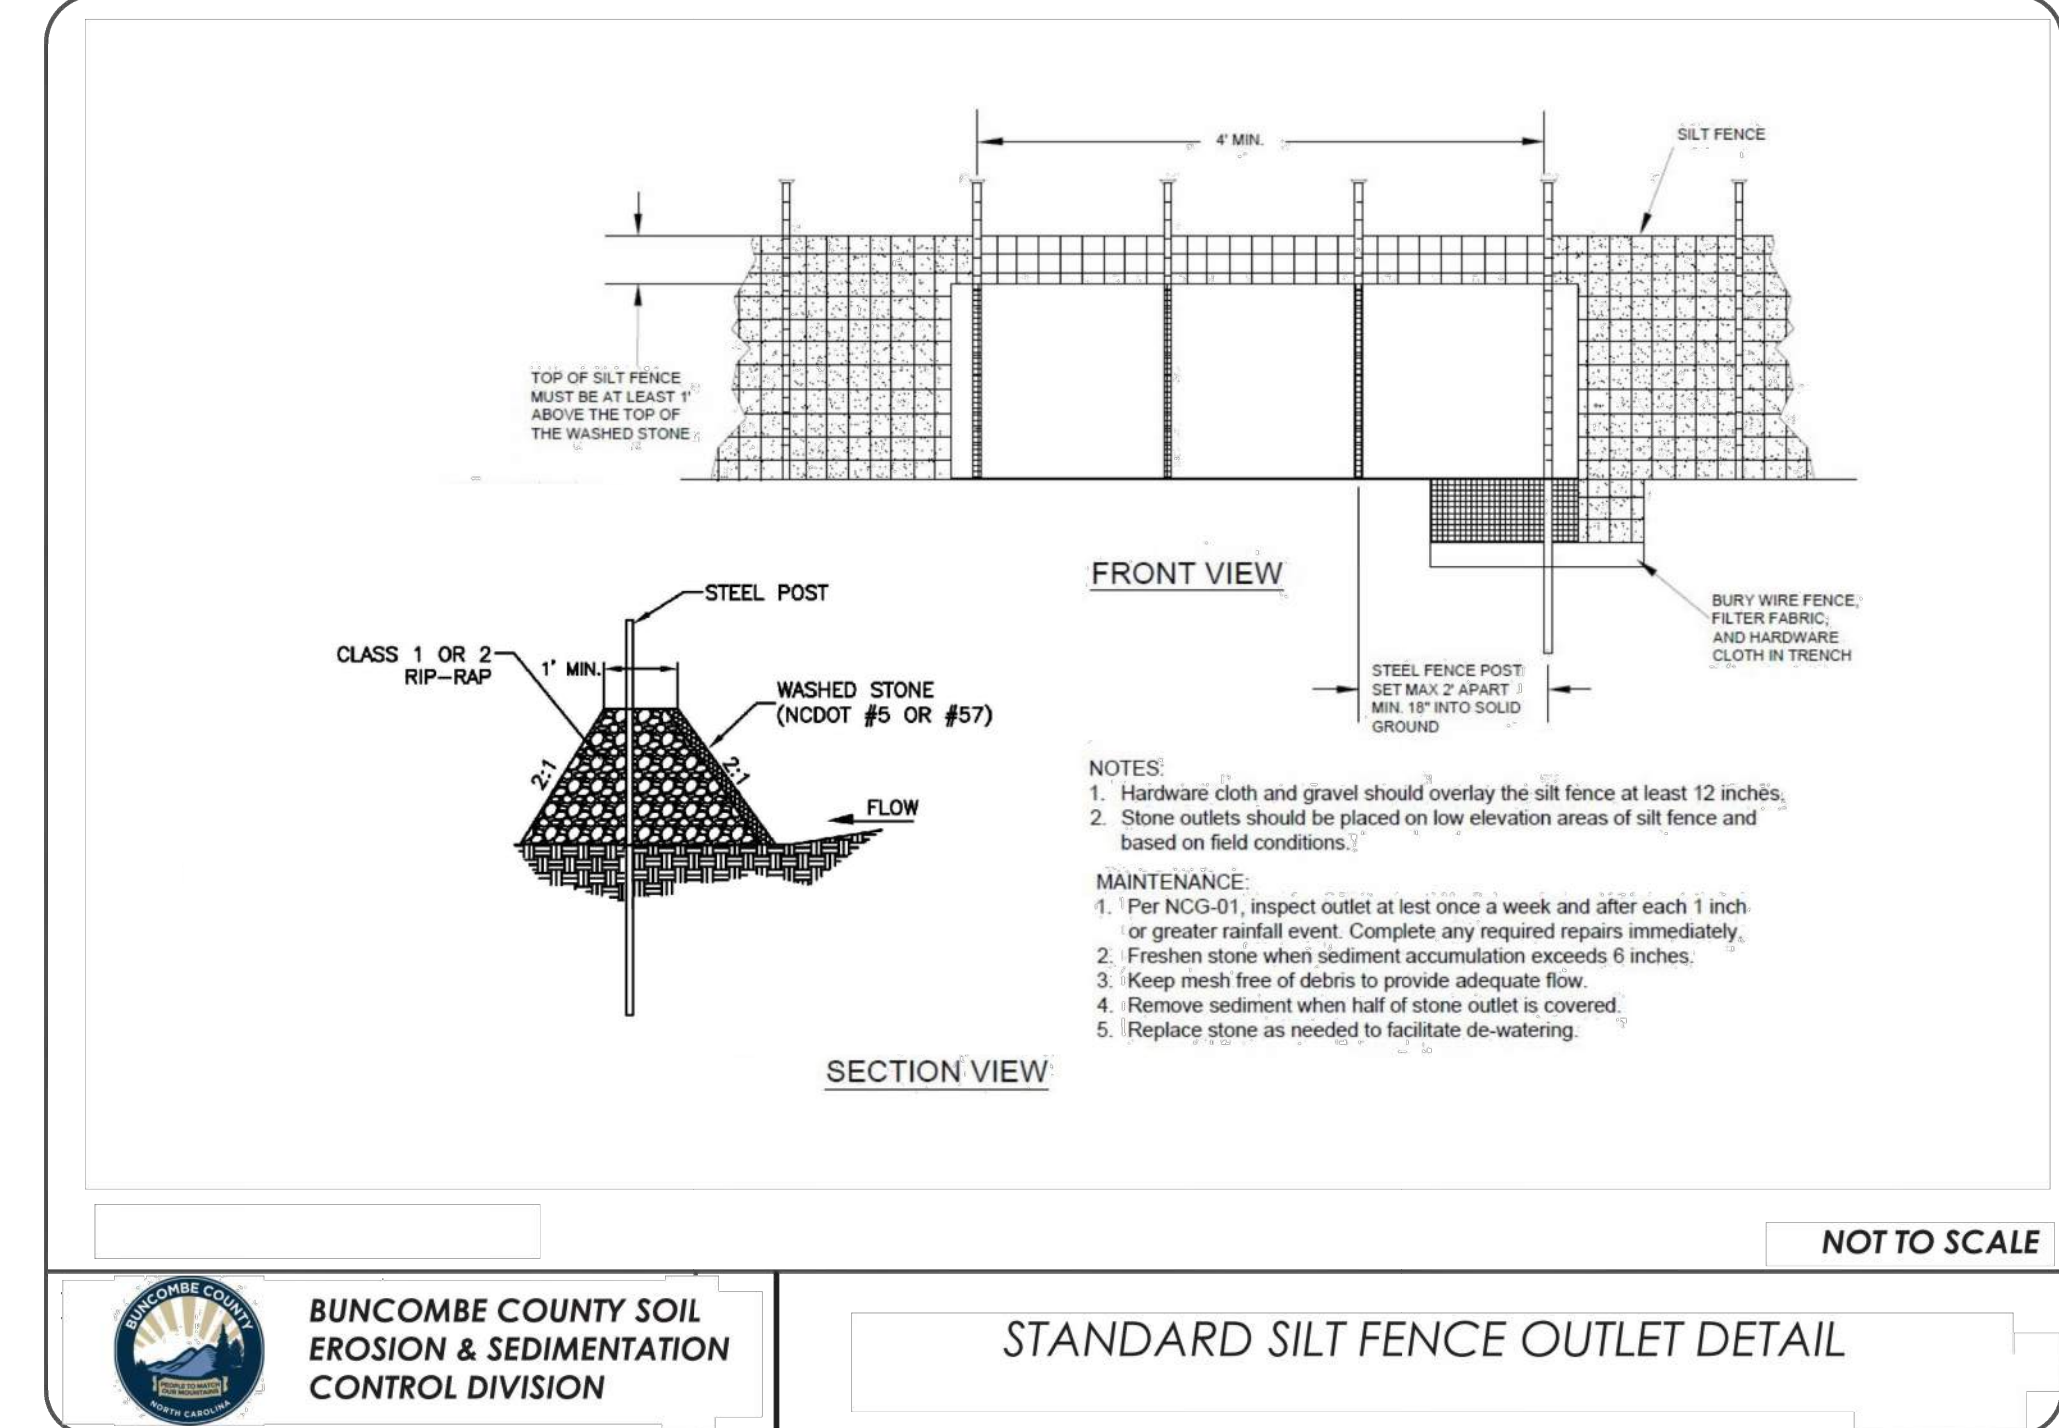 4' MIN.
SILT FENCE
TOP OF SILT FENCE
MUST BE AT LEAST 1'
ABOVE THE TOP OF
THE WASHED STONE
FRONT VIEW
BURY WIRE FENCE,
FILTER FABRIC,
AND HARDWARE
CLOTH IN TRENCH
STEEL FENCE POST
SET MAX 2' APART
MIN. 18" INTO SOLID
GROUND
STEEL POST
CLASS 1 OR 2
RIP-RAP
1' MIN.
WASHED STONE
(NCDOT #5 OR #57)
2:1
2:1
FLOW
SECTION VIEW
NOTES:
1. Hardware cloth and gravel should overlay the silt fence at least 12 inches.
2. Stone outlets should be placed on low elevation areas of silt fence and
based on field conditions.
MAINTENANCE:
1. Per NCG-01, inspect outlet at lest once a week and after each 1 inch
or greater rainfall event. Complete any required repairs immediately.
2. Freshen stone when sediment accumulation exceeds 6 inches.
3. Keep mesh free of debris to provide adequate flow.
4. Remove sediment when half of stone outlet is covered.
5. Replace stone as needed to facilitate de-watering.
NOT TO SCALE
BUNCOMBE COUNTY
PEOPLE TO MATCH
OUR MOUNTAINS
NORTH CAROLINA
BUNCOMBE COUNTY SOIL
EROSION & SEDIMENTATION
CONTROL DIVISION
STANDARD SILT FENCE OUTLET DETAIL